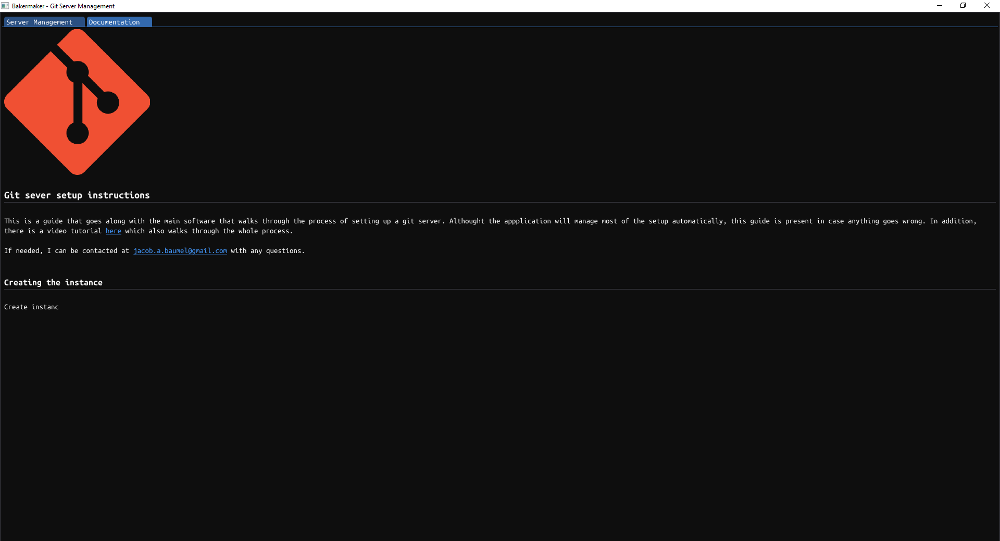 Bakermaker - Git Server Management
Server Management
Documentation
Git sever setup instructions
This is a guide that goes along with the main software that walks through the process of setting up a git server. Althought the appplication will manage most of the setup automatically, this guide is present in case anything goes wrong. In addition,
there is a video tutorial here which also walks through the whole process.
If needed, I can be contacted at jacob.a.baumel@gmail.com with any questions.
Creating the instance
Create instanc